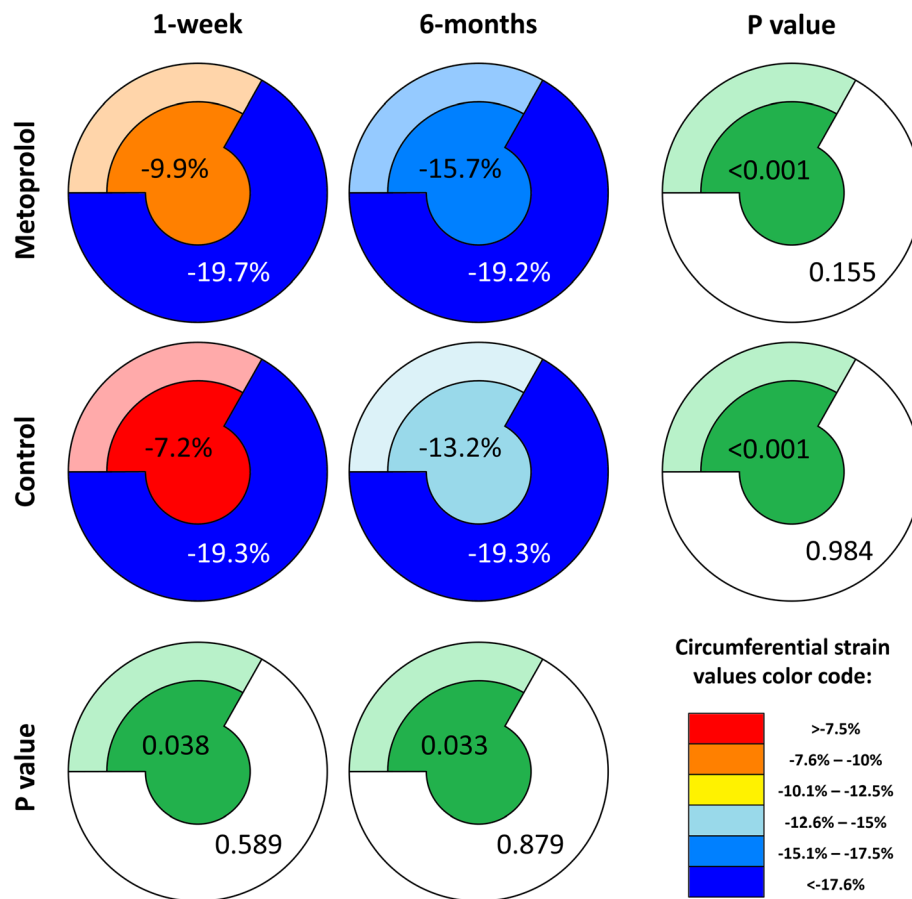 1-week
6-months
P value
Metoprolol
-9.9%
-19.7%
-15.7%
-19.2%
<0.001
0.155
Control
-7.2%
-19.3%
-13.2%
-19.3%
<0.001
0.984
P value
0.038
0.589
0.033
0.879
Circumferential strain
values color code:
>-7.5%
-7.6% – -10%
-10.1% – -12.5%
-12.6% – -15%
-15.1% – -17.5%
<-17.6%